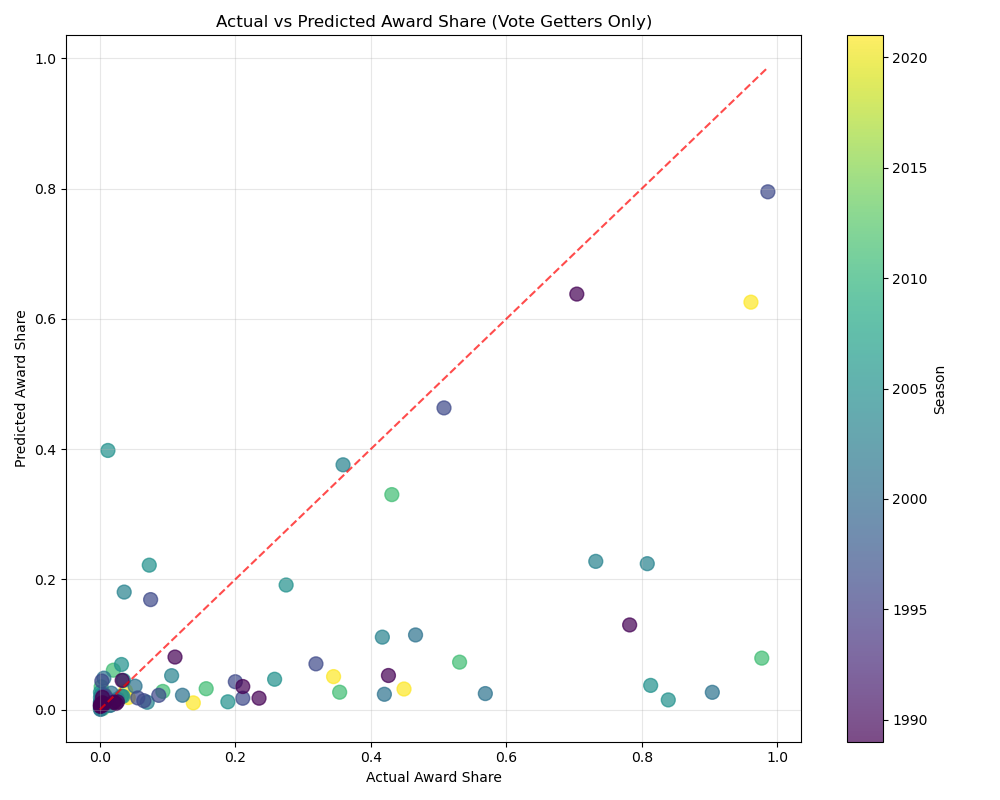 Actual vs Predicted Award Share (Vote Getters Only)
Predicted Award Share
1.0
0.8
0.6
0.4
0.2
0.0
0.0 0.2 0.4 0.6 0.8 1.0
Actual Award Share
2020
2015
2010
2005
2000
1995
1990
Season